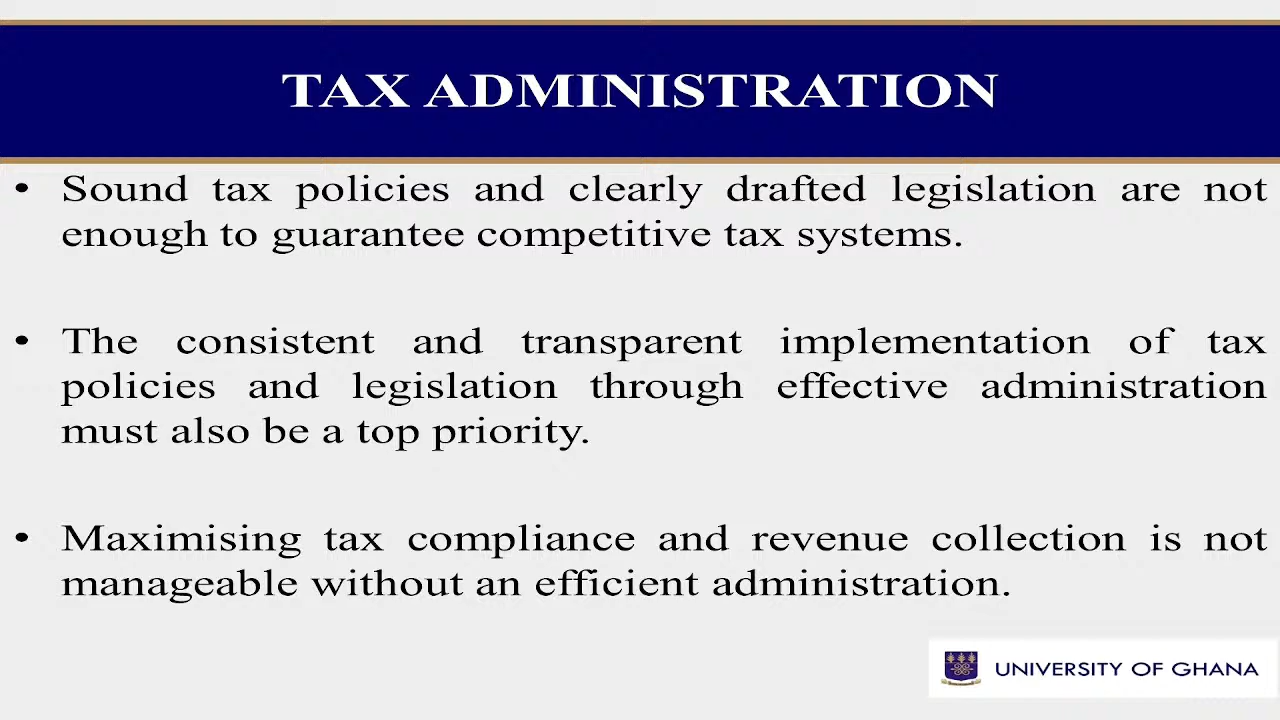 TAX ADMINISTRATION
• Sound tax policies and clearly drafted legislation are not
enough to guarantee competitive tax systems.
• The consistent and transparent implementation of tax
policies and legislation through effective administration
must also be a top priority.
• Maximising tax compliance and revenue collection is not
manageable without an efficient administration.
UNIVERSITY OF GHANA